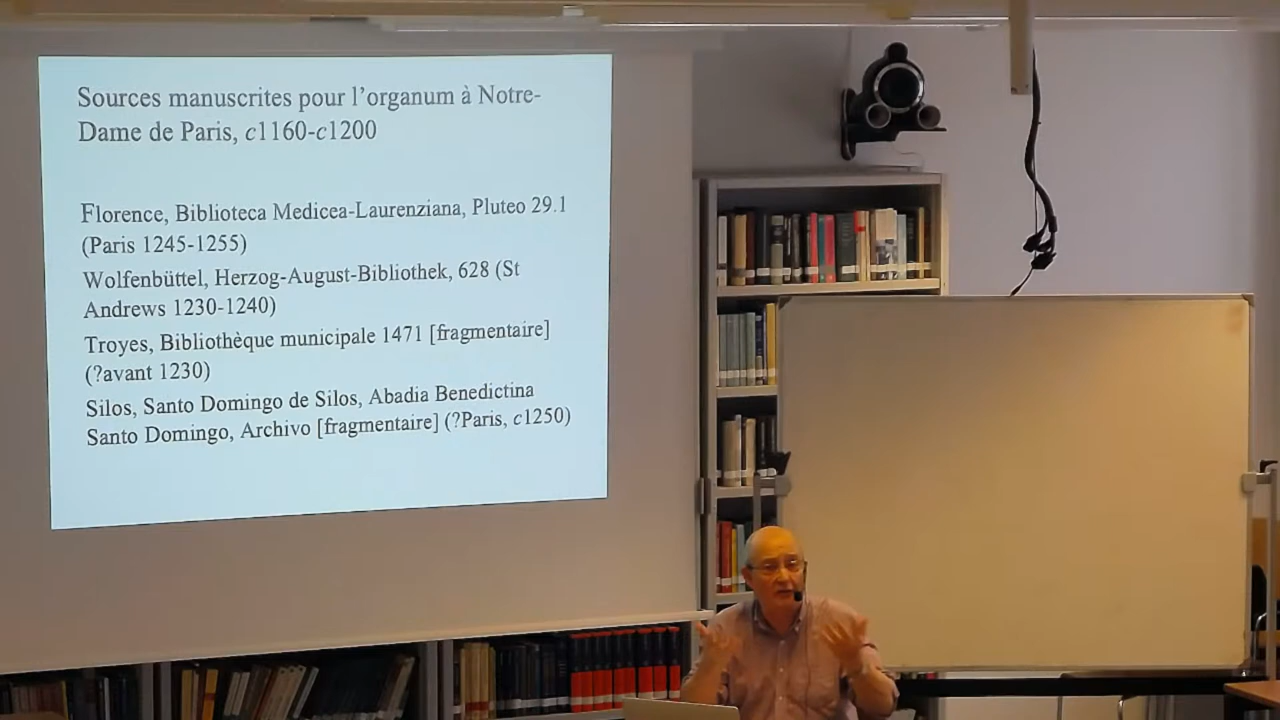 Sources manuscrites pour l'organum à Notre-
Dame de Paris, c1160-c1200
Florence, Biblioteca Medicea-Laurenziana, Pluteo 29.1
(Paris 1245-1255)
Wolfenbüttel, Herzog-August-Bibliothek, 628 (St
Andrews 1230-1240)
Troyes, Bibliothèque municipale 1471 [fragmentaire]
(?avant 1230)
Silos, Santo Domingo de Silos, Abadia Benedictina
Santo Domingo, Archivo [fragmentaire] (?Paris, c1250)